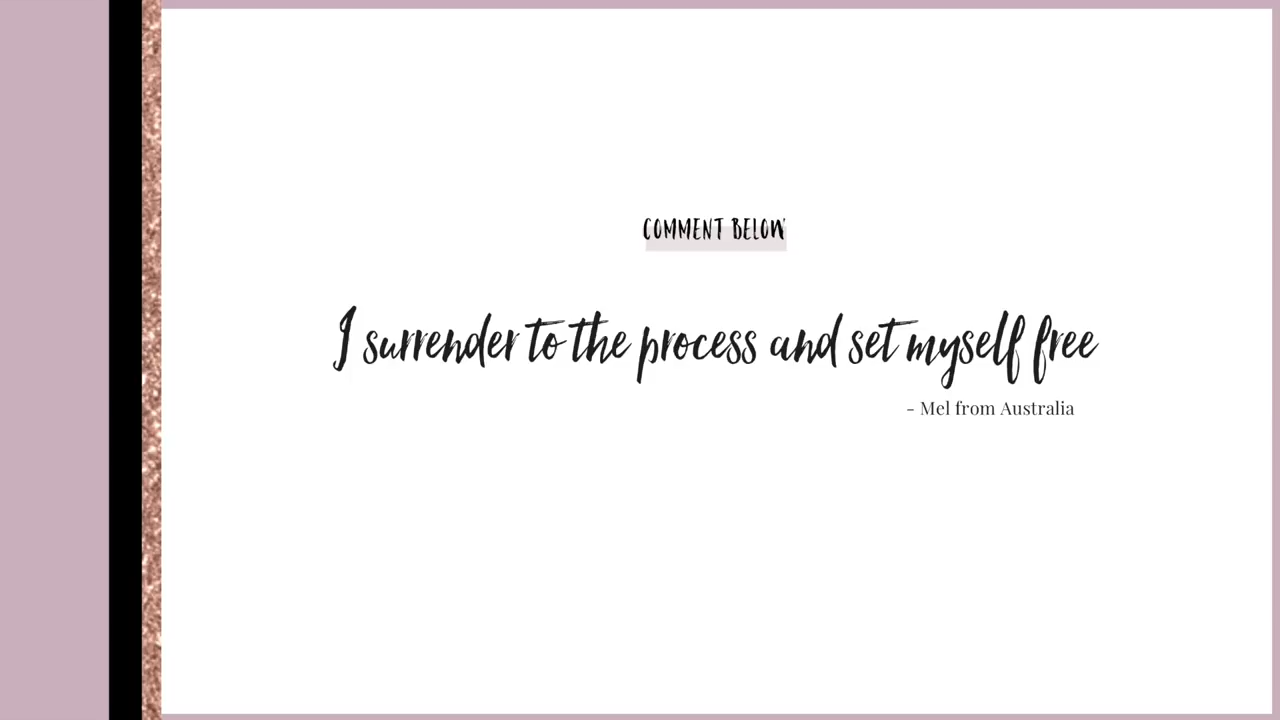 COMMENT BELOW
I surrender to the process and set myself free
- Mel from Australia